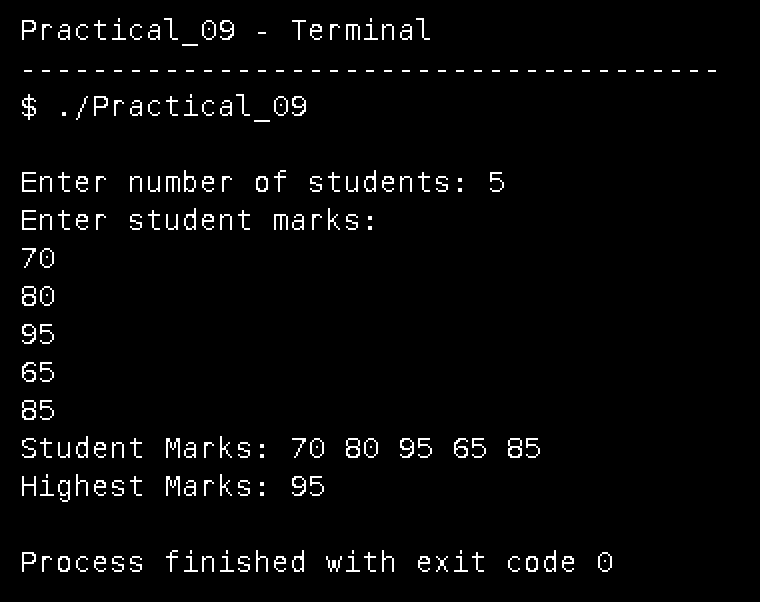 Practical_09 - Terminal
---------------------------------------
$ ./Practical_09
Enter number of students: 5
Enter student marks:
70
80
95
65
85
Student Marks: 70 80 95 65 85
Highest Marks: 95
Process finished with exit code 0